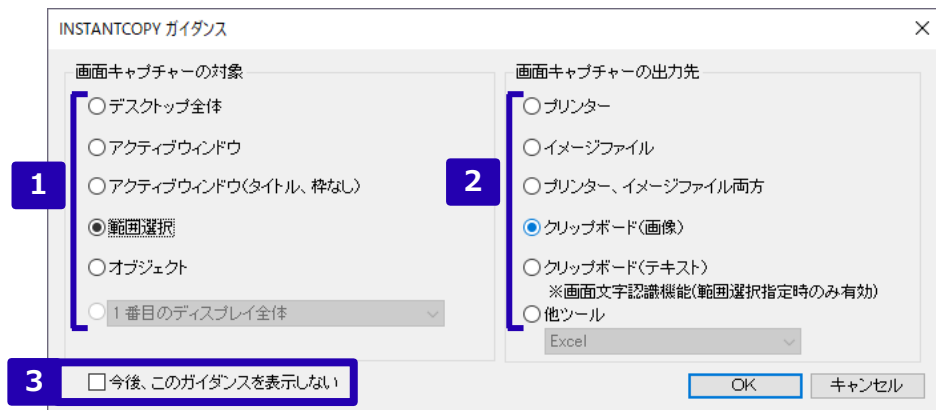 INSTANTCOPY ガイダンス
画面キャプチャーの対象
デスクトップ全体
アクティブウィンドウ
1
アクティブウィンドウ(タイトル、枠なし)
範囲選択
オブジェクト
1 番目のディスプレイ全体
画面キャプチャーの出力先
プリンター
イメージファイル
2
プリンター、イメージファイル両方
クリップボード(画像)
クリップボード(テキスト)
※画面文字認識機能(範囲選択指定時のみ有効)
他ツール
Excel
3
今後、このガイダンスを表示しない
OK
キャンセル